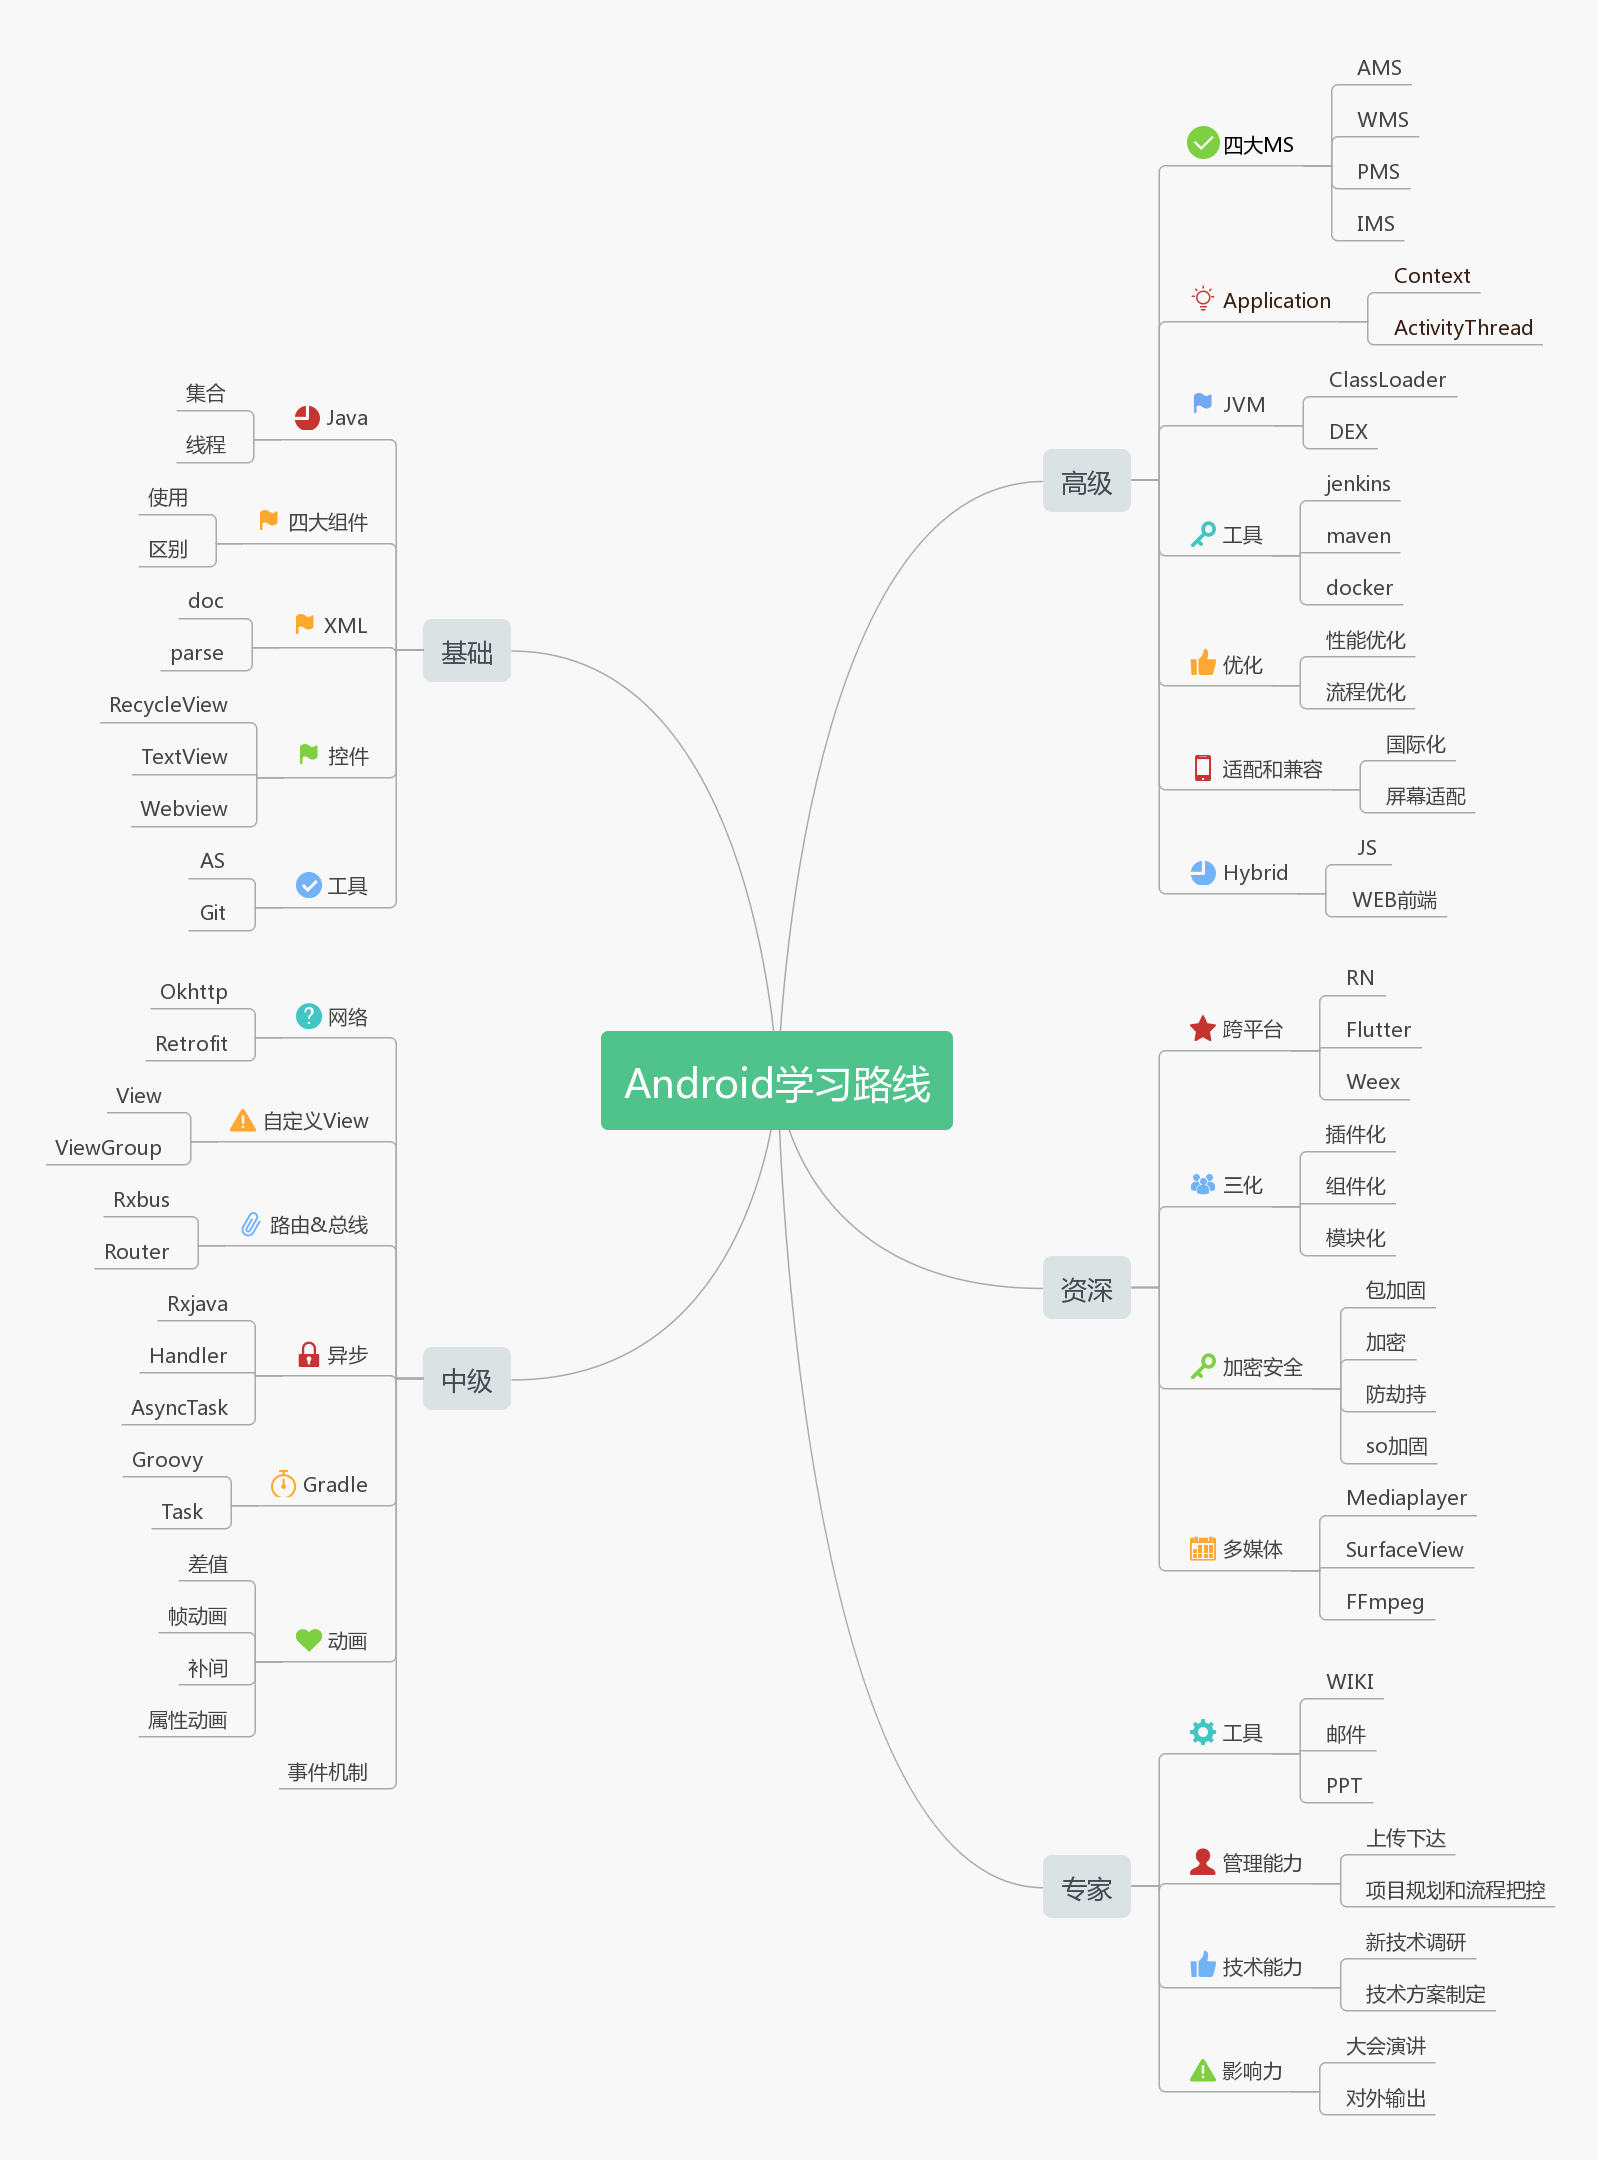 Android学习路线
基础
Java
集合
线程
四大组件
使用
区别
XML
doc
parse
控件
RecycleView
TextView
Webview
工具
AS
Git
中级
网络
Okhttp
Retrofit
自定义View
View
ViewGroup
路由&总线
Rxbus
Router
异步
Rxjava
Handler
AsyncTask
Gradle
Groovy
Task
动画
差值
帧动画
补间
属性动画
事件机制
高级
四大MS
AMS
WMS
PMS
IMS
Application
Context
ActivityThread
JVM
ClassLoader
DEX
工具
jenkins
maven
docker
优化
性能优化
流程优化
适配和兼容
国际化
屏幕适配
Hybrid
JS
WEB前端
资深
跨平台
RN
Flutter
Weex
三化
插件化
组件化
模块化
加密安全
包加固
加密
防劫持
so加固
多媒体
Mediaplayer
SurfaceView
FFmpeg
专家
工具
WIKI
邮件
PPT
管理能力
上传下达
项目规划和流程把控
技术能力
新技术调研
技术方案制定
影响力
大会演讲
对外输出